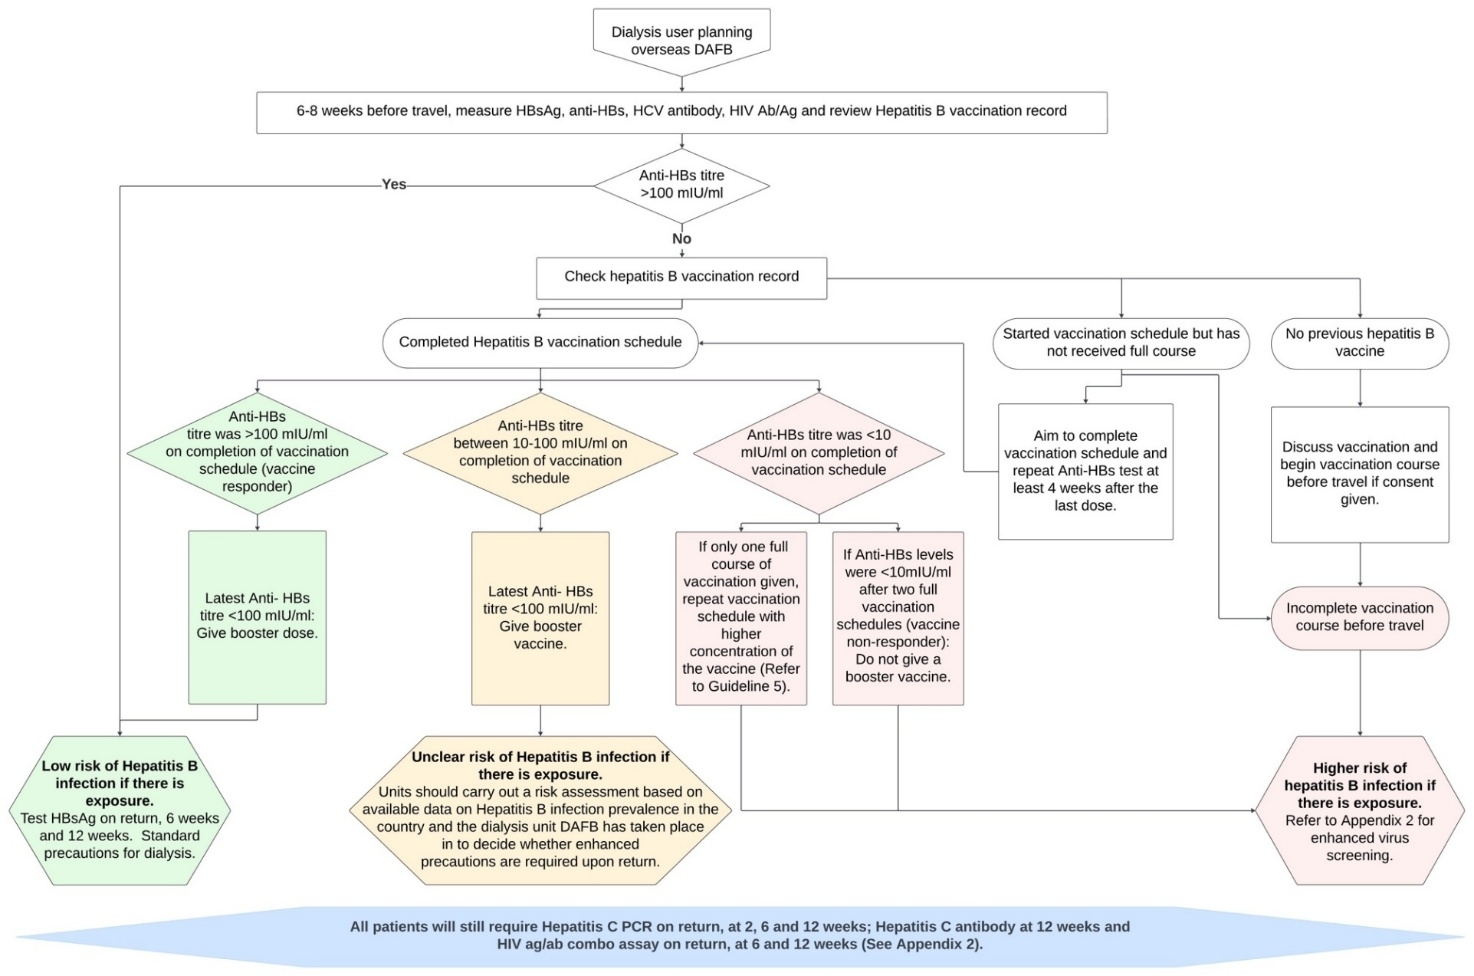 Dialysis user planning
overseas DAFB
6-8 weeks before travel, measure HBsAg, anti-HBs, HCV antibody, HIV Ab/Ag and review Hepatitis B vaccination record
Anti-HBs titre
>100 mIU/ml
Yes
No
Check hepatitis B vaccination record
Completed Hepatitis B vaccination schedule
Started vaccination schedule but has
not received full course
No previous hepatitis B
vaccine
Anti-HBs
titre was >100 mIU/ml
on completion of vaccination
schedule (vaccine
responder)
Anti-HBs titre
between 10-100 mIU/ml on
completion of vaccination
schedule
Anti-HBs titre was <10
mIU/ml on completion of
vaccination schedule
Aim to complete
vaccination schedule and
repeat Anti-HBs test at
least 4 weeks after the
last dose.
Discuss vaccination and
begin vaccination course
before travel if consent
given.
Latest Anti- HBs
titre <100 mIU/ml:
Give booster dose.
Latest Anti- HBs
titre <100 mIU/ml:
Give booster
vaccine.
If only one full
course of
vaccination given,
repeat vaccination
schedule with
higher
concentration of
the vaccine (Refer
to Guideline 5).
If Anti-HBs levels
were <10mIU/ml
after two full
vaccination
schedules (vaccine
non-responder):
Do not give a
booster vaccine.
Incomplete vaccination
course before travel
Low risk of Hepatitis B
infection if there is
exposure.
Test HBsAg on return, 6 weeks
and 12 weeks.  Standard
precautions for dialysis.
Unclear risk of Hepatitis B infection if
there is exposure.
Units should carry out a risk assessment based on
available data on Hepatitis B infection prevalence in the
country and the dialysis unit DAFB has taken place
in to decide whether enhanced
precautions are required upon return.
Higher risk of
hepatitis B infection if
there is exposure.
Refer to Appendix 2 for
enhanced virus
screening.
All patients will still require Hepatitis C PCR on return, at 2, 6 and 12 weeks; Hepatitis C antibody at 12 weeks and
HIV ag/ab combo assay on return, at 6 and 12 weeks (See Appendix 2).